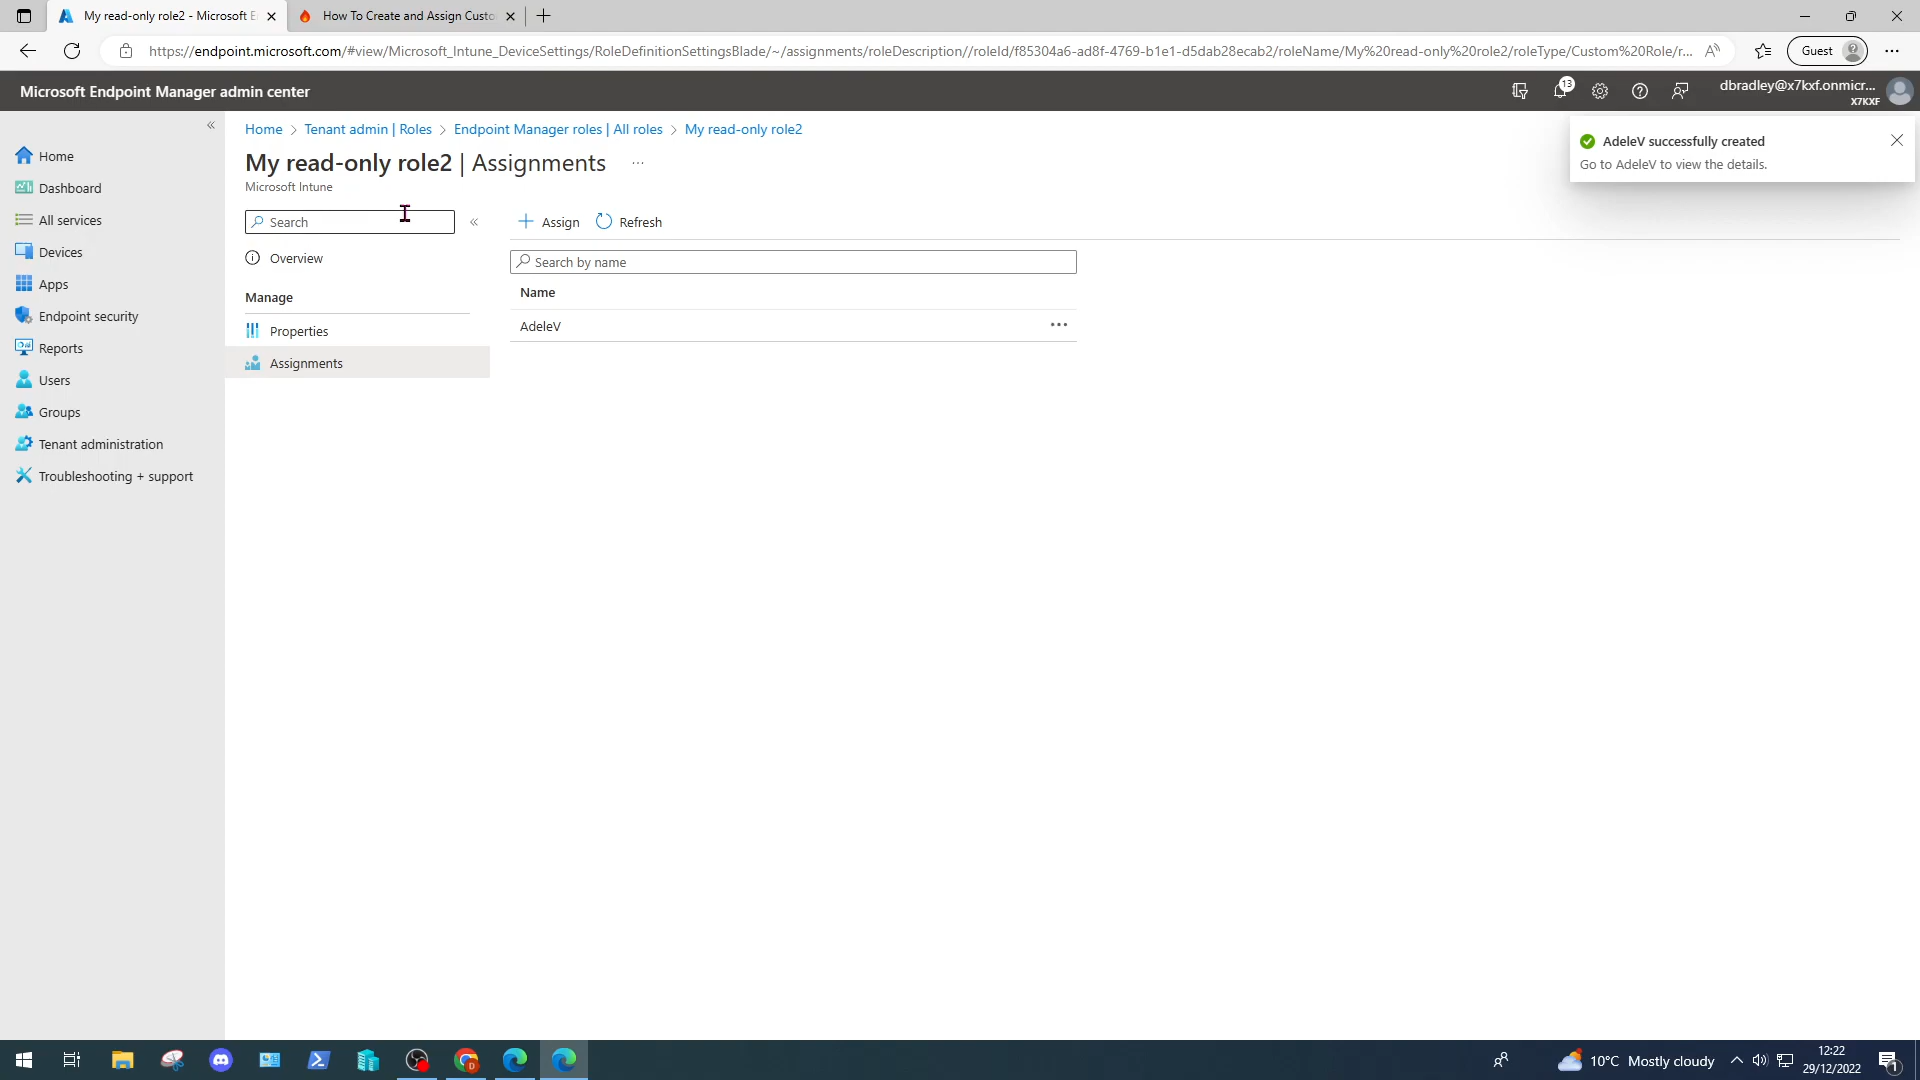 My read-only role2 - Microsoft E
How To Create and Assign Custo
https://endpoint.microsoft.com/#view/Microsoft_Intune_DeviceSettings/RoleDefinitionSettingsBlade/~/assignments/roleDescription//roleId/f85304a6-ad8f-4769-b1e1-d5dab28ecab2/roleName/My%20read-only%20role2/roleType/Custom%20Role/r...
Guest
Microsoft Endpoint Manager admin center
13
dbradley@x7kxf.onmicr...
X7KXF
Home > Tenant admin | Roles > Endpoint Manager roles | All roles > My read-only role2
My read-only role2 | Assignments ...
Microsoft Intune
AdeleV successfully created
Go to AdeleV to view the details.
Home
Dashboard
All services
Devices
Apps
Endpoint security
Reports
Users
Groups
Tenant administration
Troubleshooting + support
Search
Overview
Manage
Properties
Assignments
Assign
Refresh
Search by name
Name
AdeleV
10°C Mostly cloudy
12:22
29/12/2022
1